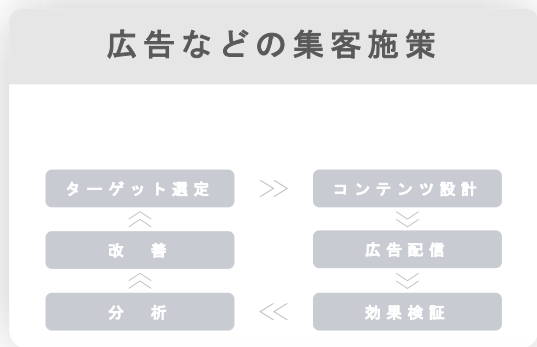 広告などの集客施策
ターゲット選定
コンテンツ設計
改 善
広告配信
分 析
効果検証